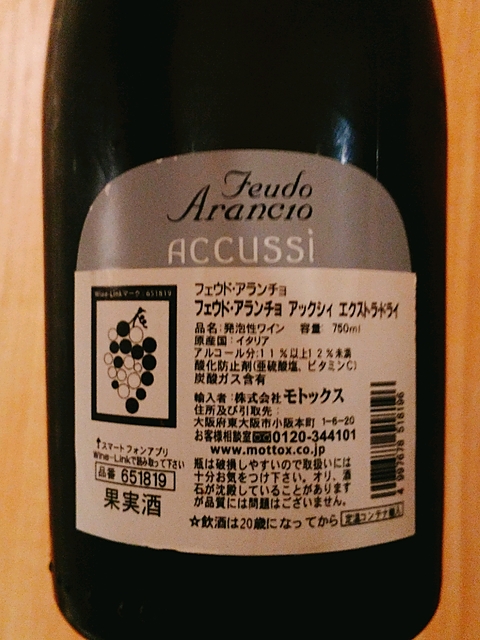 Feudo
Arancio
ACCUSSì
Wine-Linkマーク:651819
フェウド・アランチョ
フェウド・アランチョ アックシィ エクストラ・ドライ
品名:発泡性ワイン 容量:750ml
原産国:イタリア
アルコール分:11%以上12%未満
酸化防止剤(亜硫酸塩、ビタミンC)
炭酸ガス含有
輸入者:株式会社モトックス
住所及び引取先:
大阪府東大阪市小阪本町 1-6-20
お客様相談室 0120-344101
www.mottox.co.jp
瓶は破損しやすいので取扱いには
十分お気をつけ下さい。オリ、酒
石が沈殿していることがあります
が品質には問題はございません。
☆飲酒は20歳になってから
定温コンテナ輸入
↑スマートフォンアプリ
Wine-Linkで読み取って下さい
品番 651819
果実酒
4 997678 518196